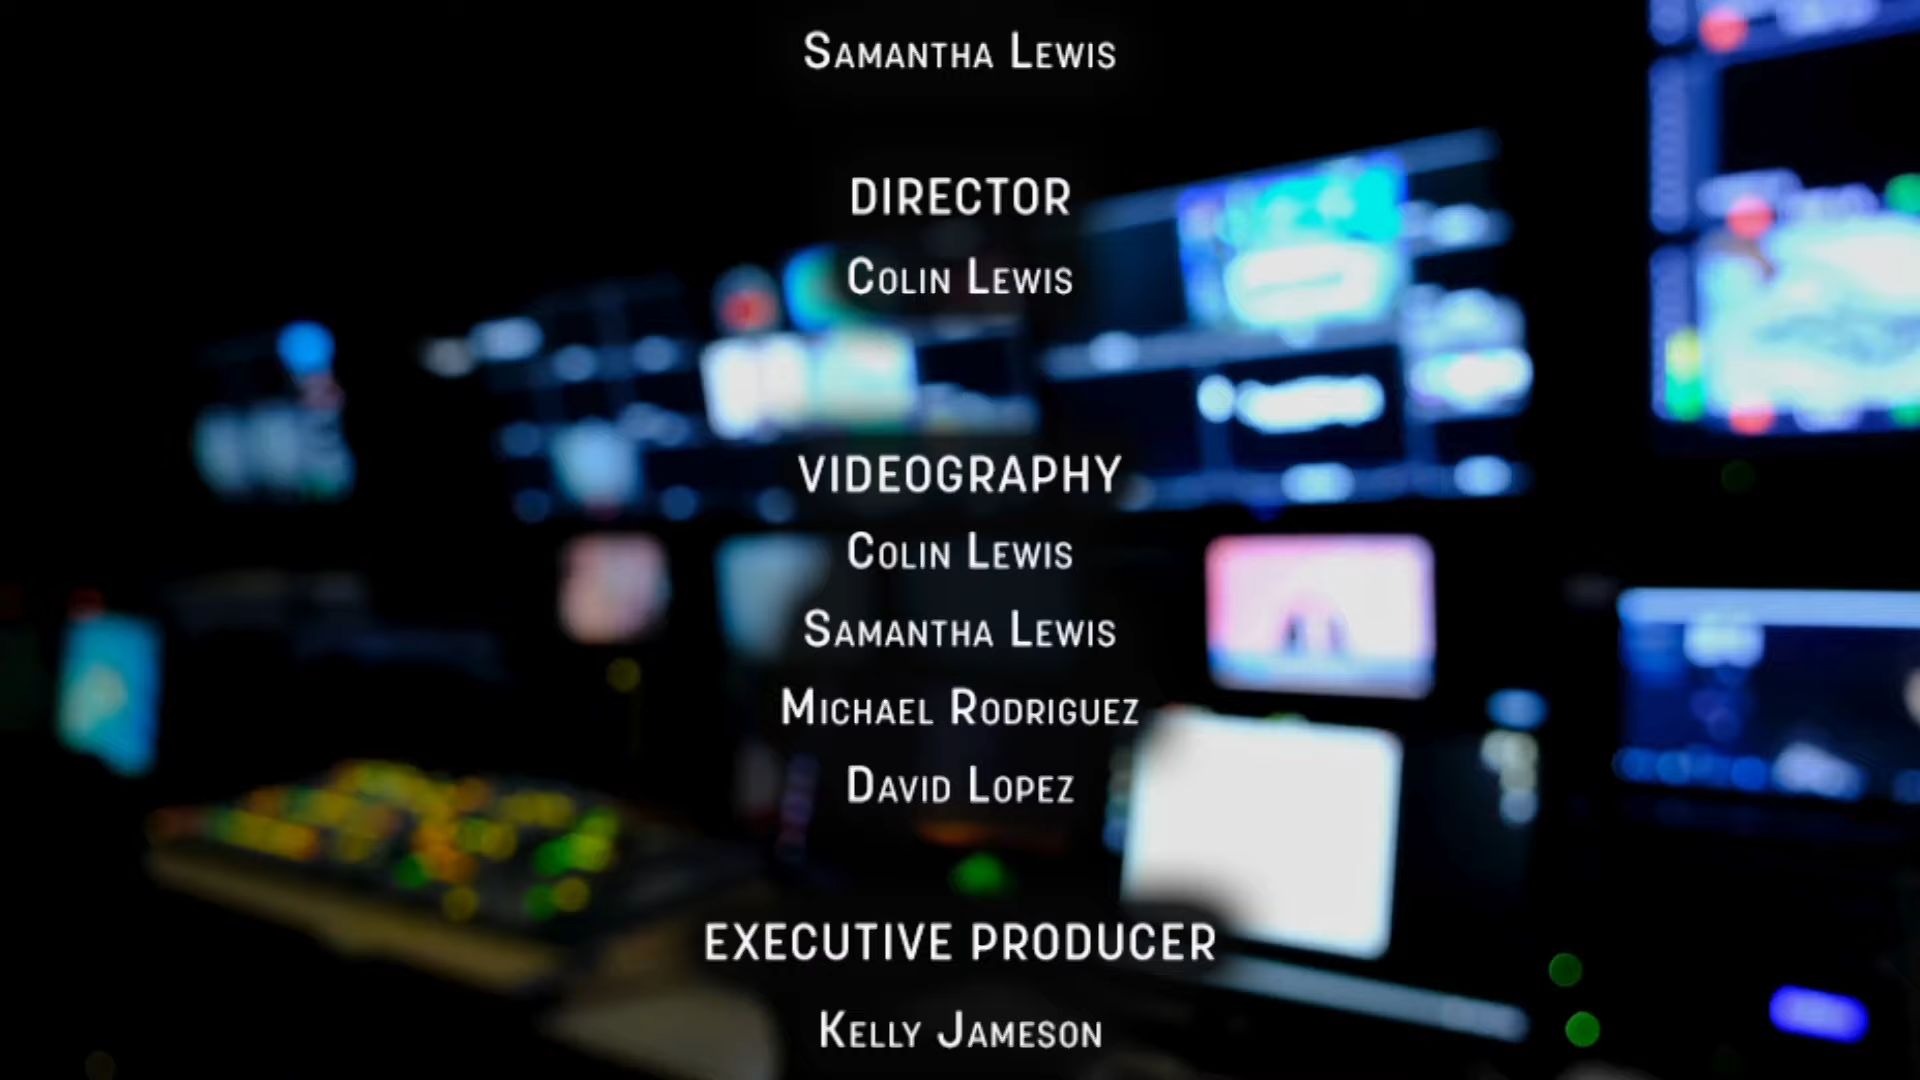 Samantha Lewis
DIRECTOR
Colin Lewis
VIDEOGRAPHY
Colin Lewis
Samantha Lewis
Michael Rodriguez
David Lopez
EXECUTIVE PRODUCER
Kelly Jameson